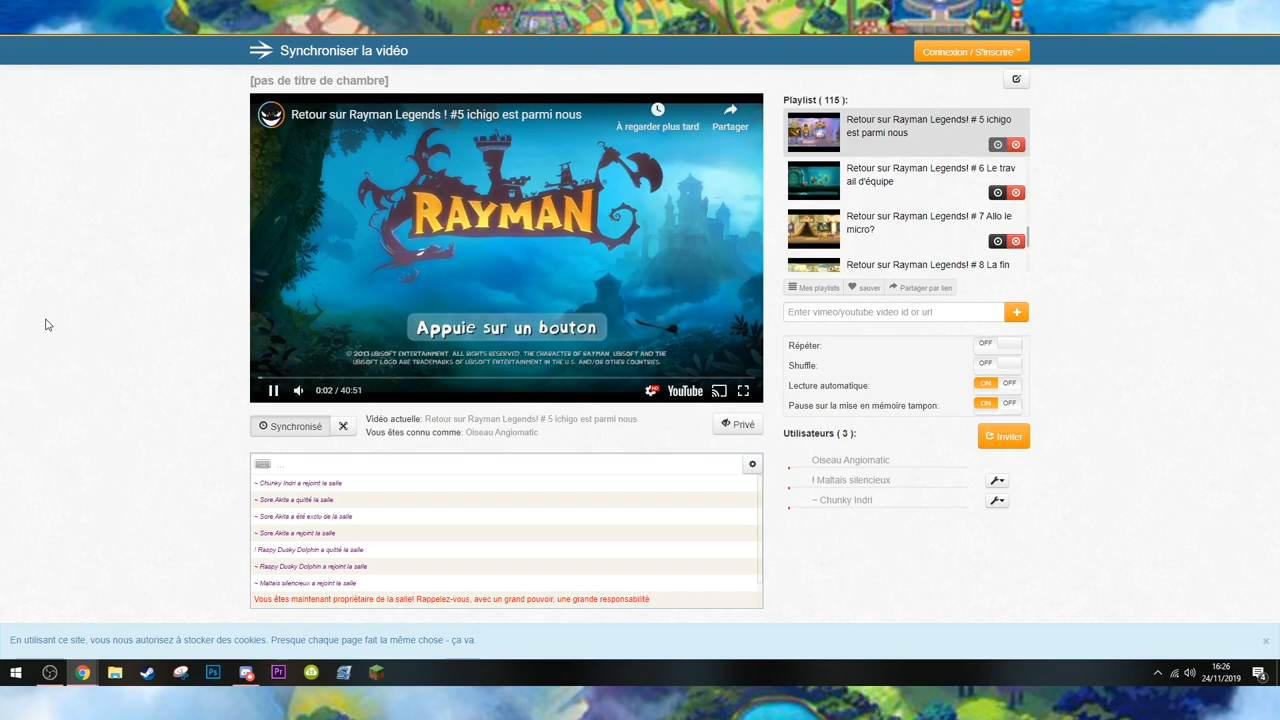 Synchroniser la vidéo
Connexion / S'inscrire
[pas de titre de chambre]
Retour sur Rayman Legends ! #5 ichigo est parmi nous
À regarder plus tard
Partager
RAYMAN
Appuie sur un bouton
© 2013 UBISOFT ENTERTAINMENT. ALL RIGHTS RESERVED. THE CHARACTER OF RAYMAN, UBISOFT AND THE
UBISOFT LOGO ARE TRADEMARKS OF UBISOFT ENTERTAINMENT IN THE U.S. AND/OR OTHER COUNTRIES.
0:02 / 40:51
HD
YouTube
Synchronisé
Vidéo actuelle: Retour sur Rayman Legends! # 5 ichigo est parmi nous
Vous êtes connu comme: Oiseau Angiomatic
Privé
...
~ Chunky Indri a rejoint la salle
~ Sore Akita a quitté la salle
~ Sore Akita a été exclu de la salle
~ Sore Akita a rejoint la salle
! Raspy Dusky Dolphin a quitté la salle
~ Raspy Dusky Dolphin a rejoint la salle
~ Maltais silencieux a rejoint la salle
Vous êtes maintenant propriétaire de la salle! Rappelez-vous, avec un grand pouvoir, une grande responsabilité
Playlist ( 115 ):
Retour sur Rayman Legends! # 5 ichigo
est parmi nous
Retour sur Rayman Legends! # 6 Le trav
ail d'équipe
Retour sur Rayman Legends! # 7 Allo le
micro?
Retour sur Rayman Legends! # 8 La fin
Mes playlists
sauver
Partager par lien
Enter vimeo/youtube video id or url
+
Répéter:
OFF
Shuffle:
OFF
Lecture automatique:
ON OFF
Pause sur la mise en mémoire tampon:
ON OFF
Utilisateurs ( 3 ):
Inviter
Oiseau Angiomatic
! Maltais silencieux
~ Chunky Indri
En utilisant ce site, vous nous autorisez à stocker des cookies. Presque chaque page fait la même chose - ça va.
×
Ps
Pr
16:26
24/11/2019
4